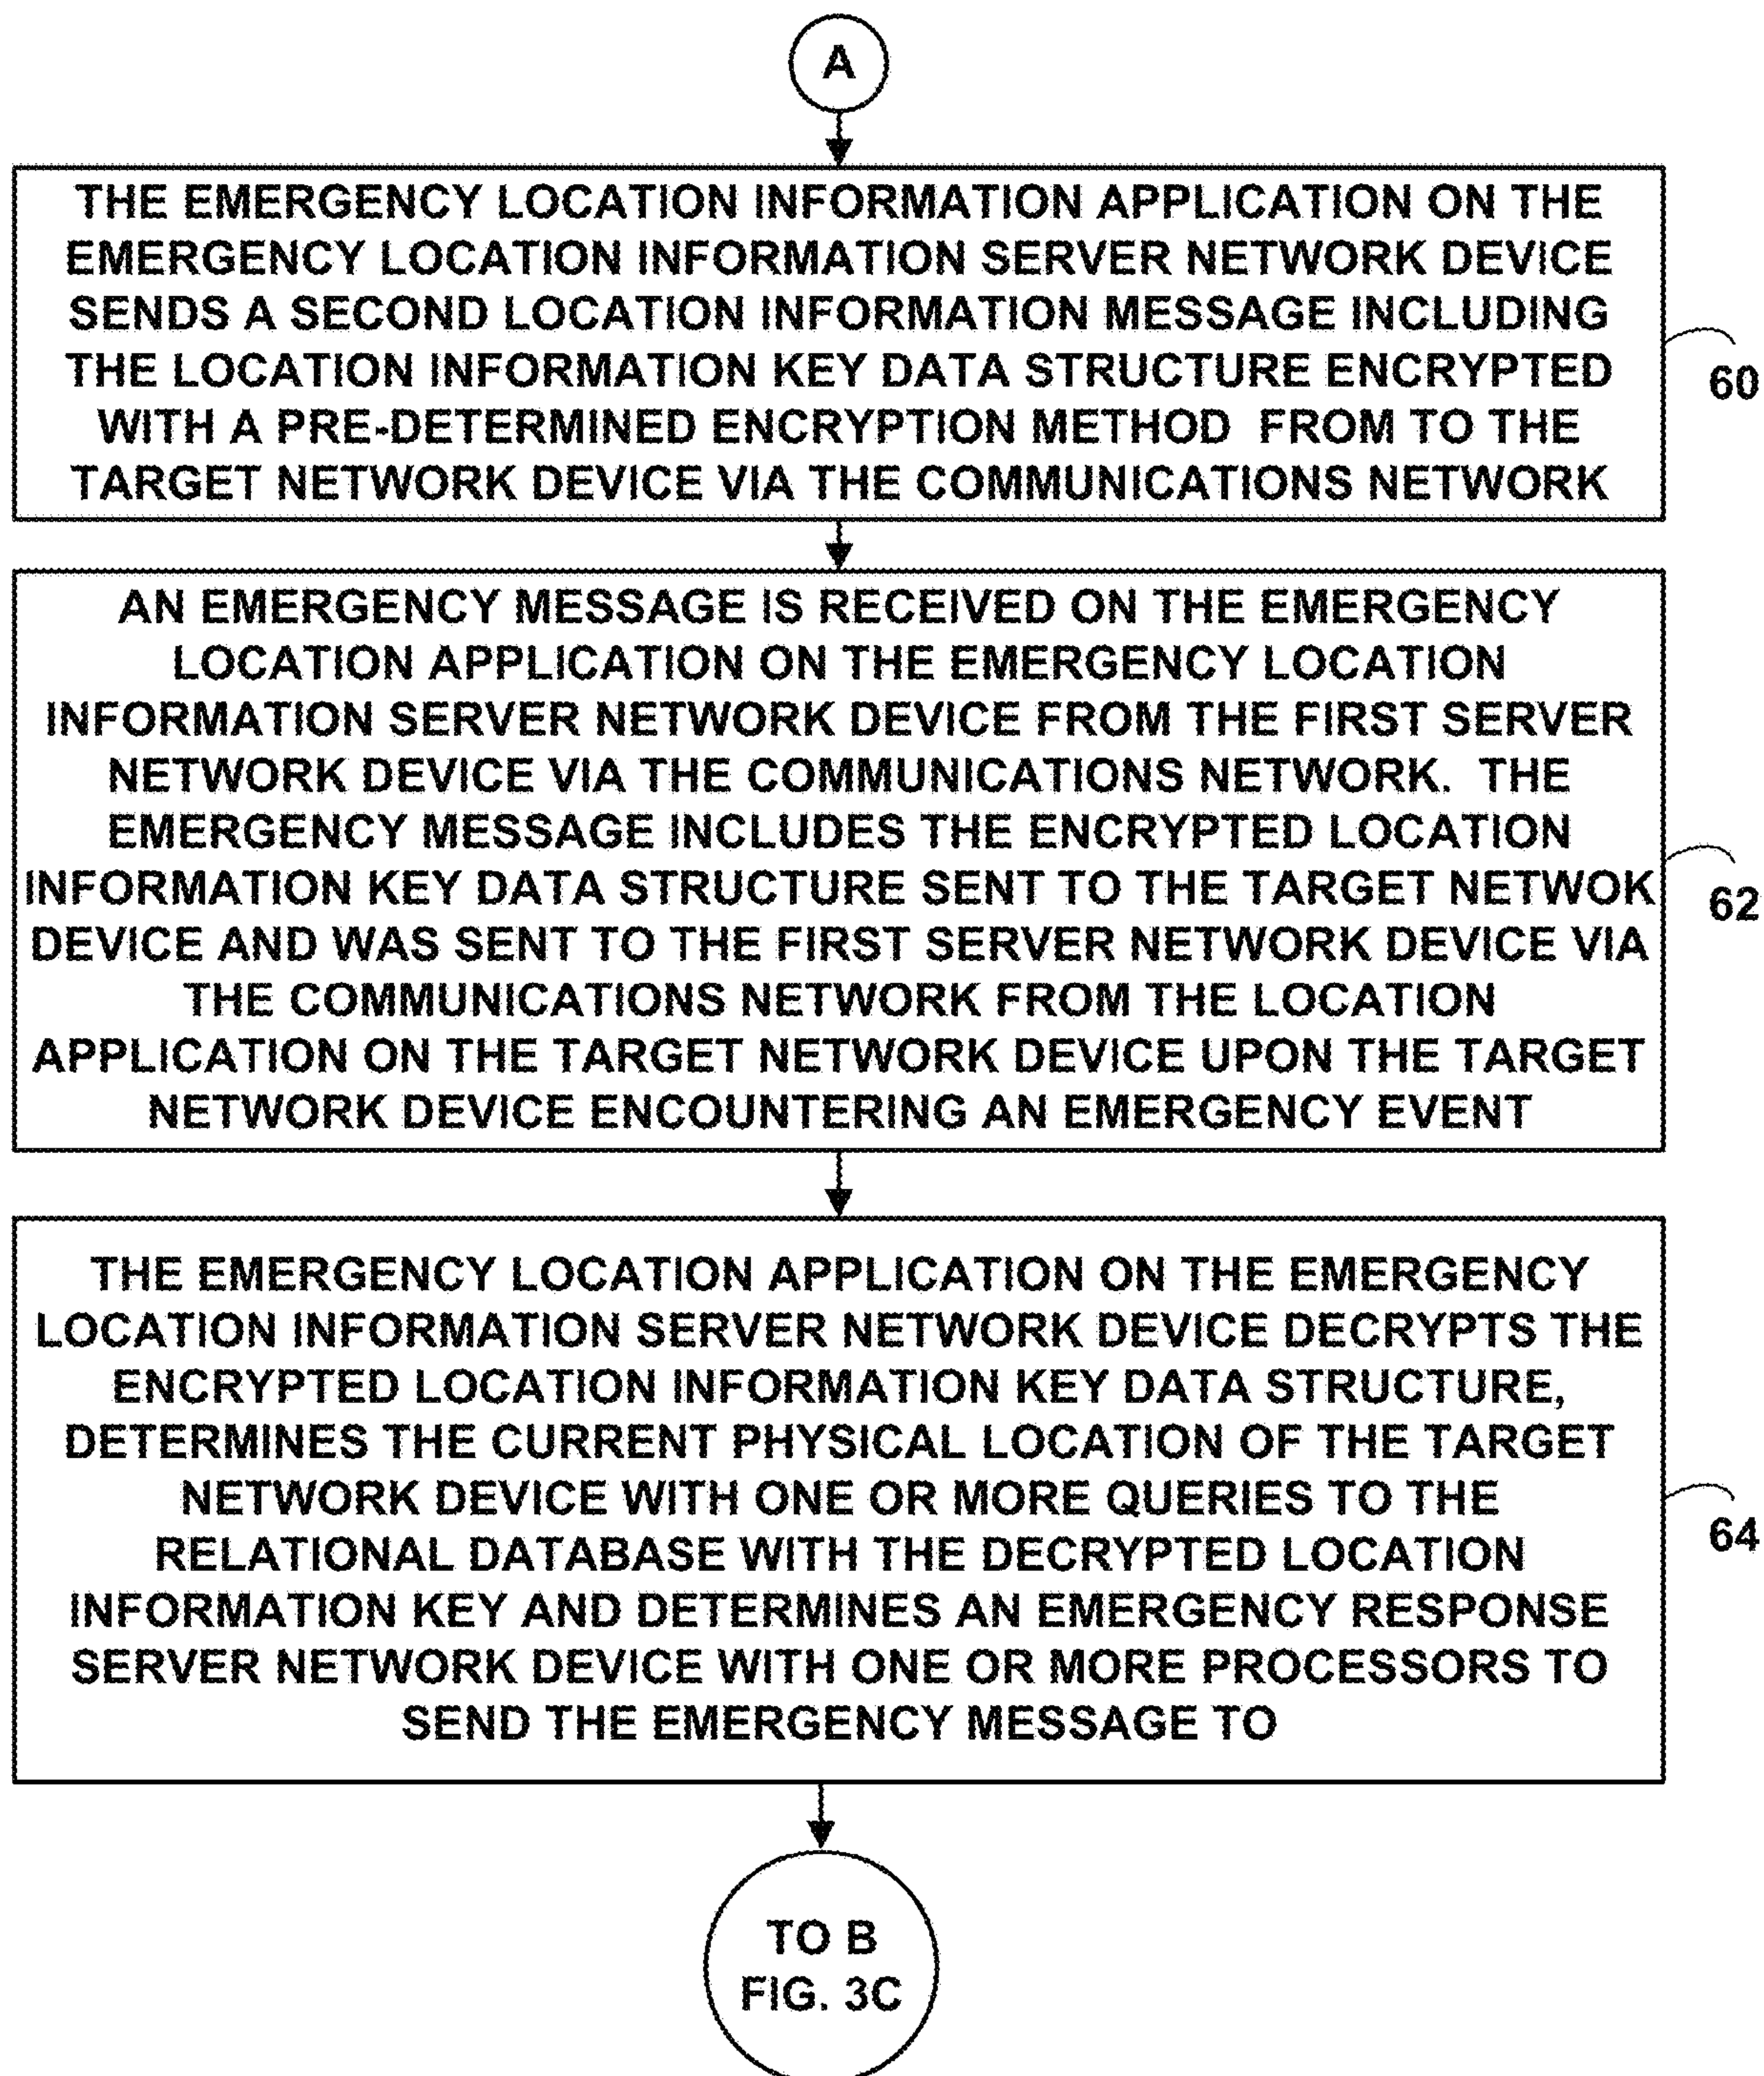 A
THE EMERGENCY LOCATION INFORMATION APPLICATION ON THE
EMERGENCY LOCATION INFORMATION SERVER NETWORK DEVICE
SENDS A SECOND LOCATION INFORMATION MESSAGE INCLUDING
THE LOCATION INFORMATION KEY DATA STRUCTURE ENCRYPTED
WITH A PRE-DETERMINED ENCRYPTION METHOD  FROM TO THE
TARGET NETWORK DEVICE VIA THE COMMUNICATIONS NETWORK
60
AN EMERGENCY MESSAGE IS RECEIVED ON THE EMERGENCY
LOCATION APPLICATION ON THE EMERGENCY LOCATION
INFORMATION SERVER NETWORK DEVICE FROM THE FIRST SERVER
NETWORK DEVICE VIA THE COMMUNICATIONS NETWORK.  THE
EMERGENCY MESSAGE INCLUDES THE ENCRYPTED LOCATION
INFORMATION KEY DATA STRUCTURE SENT TO THE TARGET NETWOK
DEVICE AND WAS SENT TO THE FIRST SERVER NETWORK DEVICE VIA
THE COMMUNICATIONS NETWORK FROM THE LOCATION
APPLICATION ON THE TARGET NETWORK DEVICE UPON THE TARGET
NETWORK DEVICE ENCOUNTERING AN EMERGENCY EVENT
62
THE EMERGENCY LOCATION APPLICATION ON THE EMERGENCY
LOCATION INFORMATION SERVER NETWORK DEVICE DECRYPTS THE
ENCRYPTED LOCATION INFORMATION KEY DATA STRUCTURE,
DETERMINES THE CURRENT PHYSICAL LOCATION OF THE TARGET
NETWORK DEVICE WITH ONE OR MORE QUERIES TO THE
RELATIONAL DATABASE WITH THE DECRYPTED LOCATION
INFORMATION KEY AND DETERMINES AN EMERGENCY RESPONSE
SERVER NETWORK DEVICE WITH ONE OR MORE PROCESSORS TO
SEND THE EMERGENCY MESSAGE TO
64
TO B
FIG. 3C